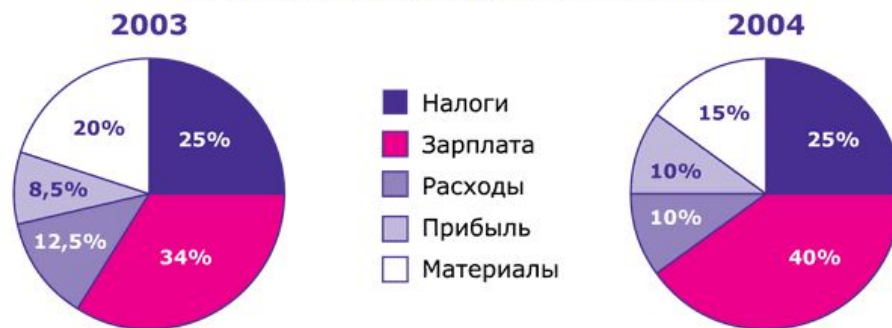 2003
20%
25%
8,5%
12,5%
34%
Налоги
Зарплата
Расходы
Прибыль
Материалы
2004
15%
25%
10%
10%
40%